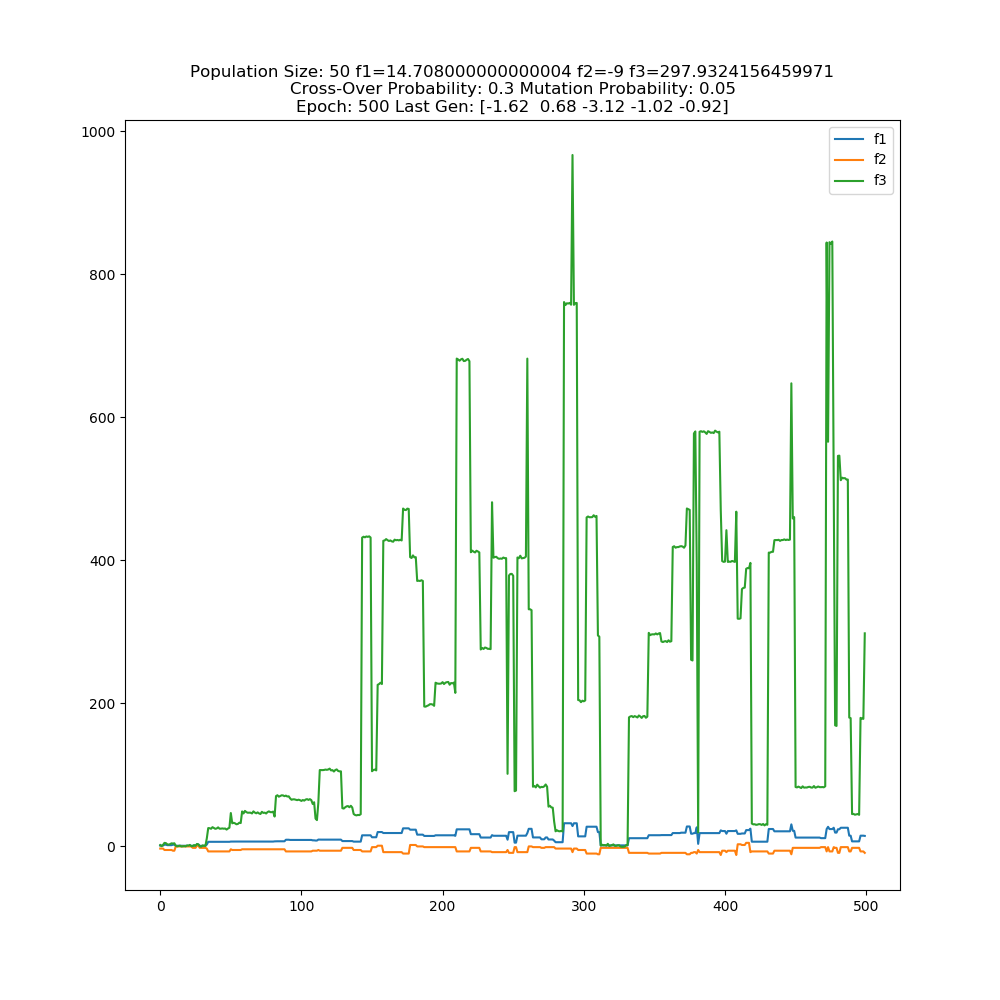 Population Size: 50 f1=14.708000000000004 f2=-9 f3=297.9324156459971
Cross-Over Probability: 0.3 Mutation Probability: 0.05
Epoch: 500 Last Gen: [-1.62  0.68 -3.12 -1.02 -0.92]
1000
800
600
400
200
0
f1
f2
f3
0
100
200
300
400
500